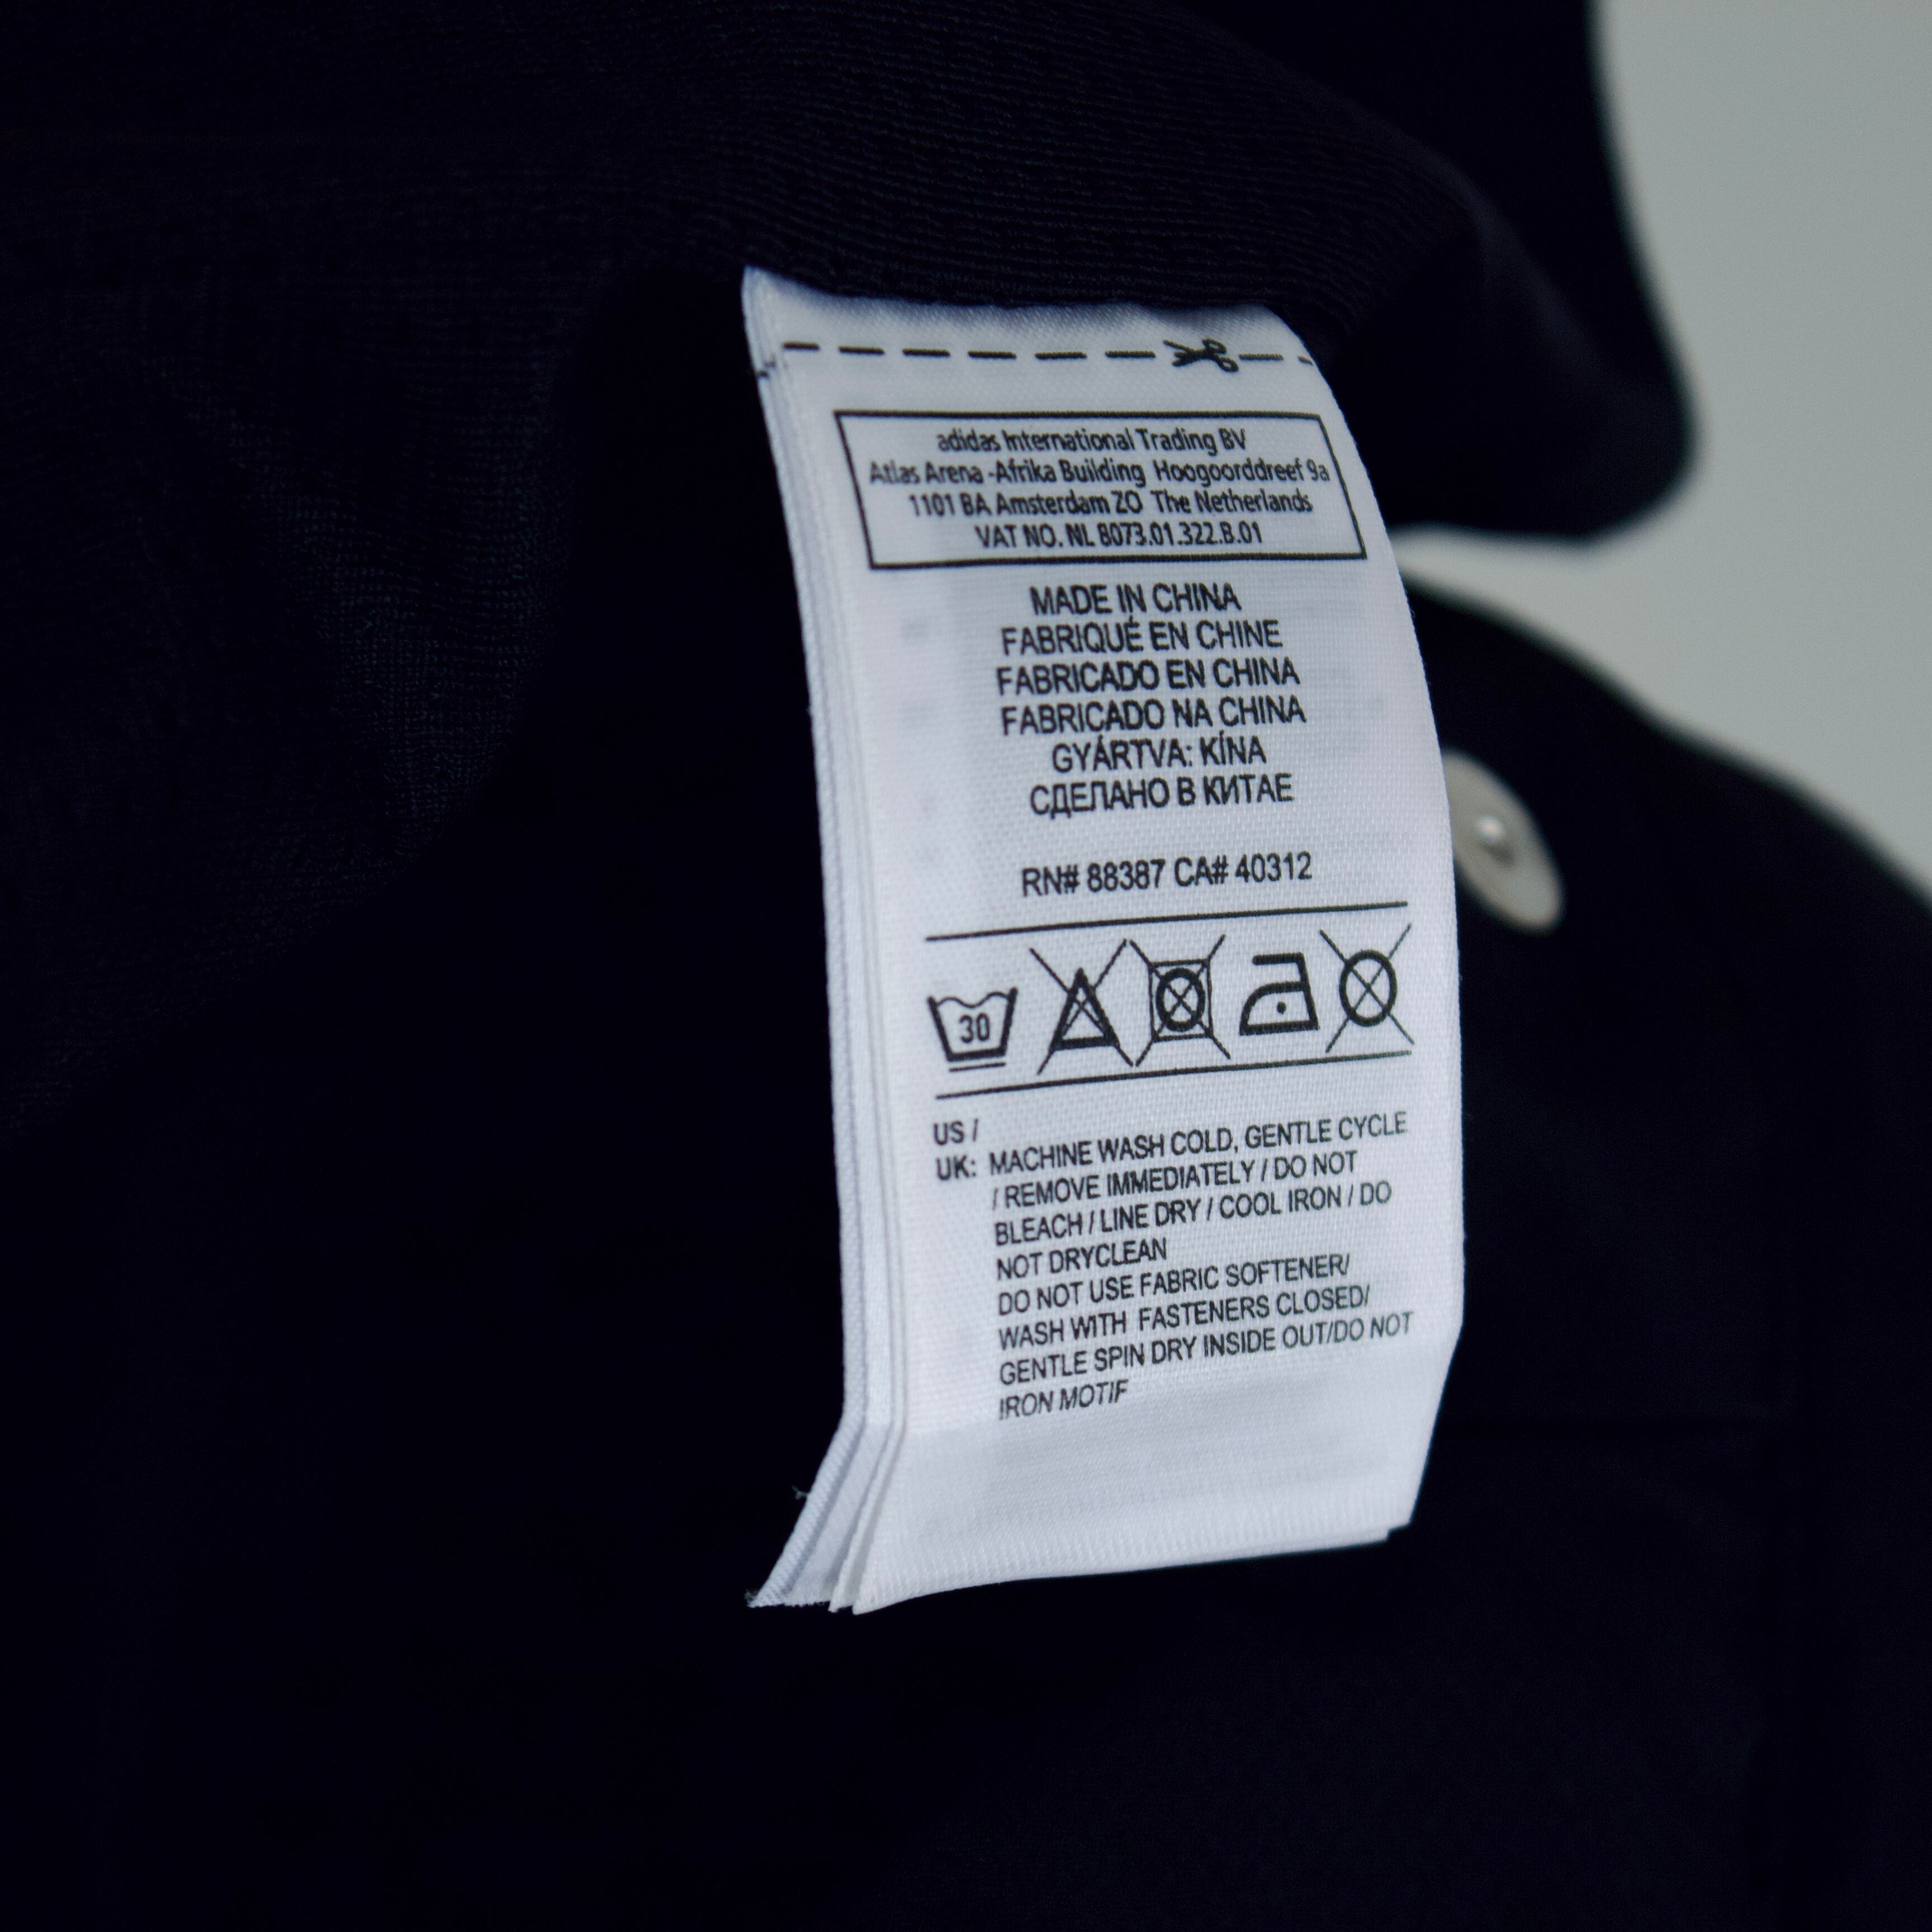 adidas International Trading BV
Atlas Arena -Afrika Building Hoogoorddreef 9a
1101 BA Amsterdam ZO The Netherlands
VAT NO. NL 8073.01.322.B.01
MADE IN CHINA
FABRIQUÉ EN CHINE
FABRICADO EN CHINA
FABRICADO NA CHINA
GYÁRTVA: KÍNA
СДЕЛАНО В КИТАЕ
RN# 88387 CA# 40312
30
US /
UK: MACHINE WASH COLD, GENTLE CYCLE
/ REMOVE IMMEDIATELY / DO NOT
BLEACH / LINE DRY / COOL IRON / DO
NOT DRYCLEAN
DO NOT USE FABRIC SOFTENER/
WASH WITH FASTENERS CLOSED/
GENTLE SPIN DRY INSIDE OUT/DO NOT
IRON MOTIF